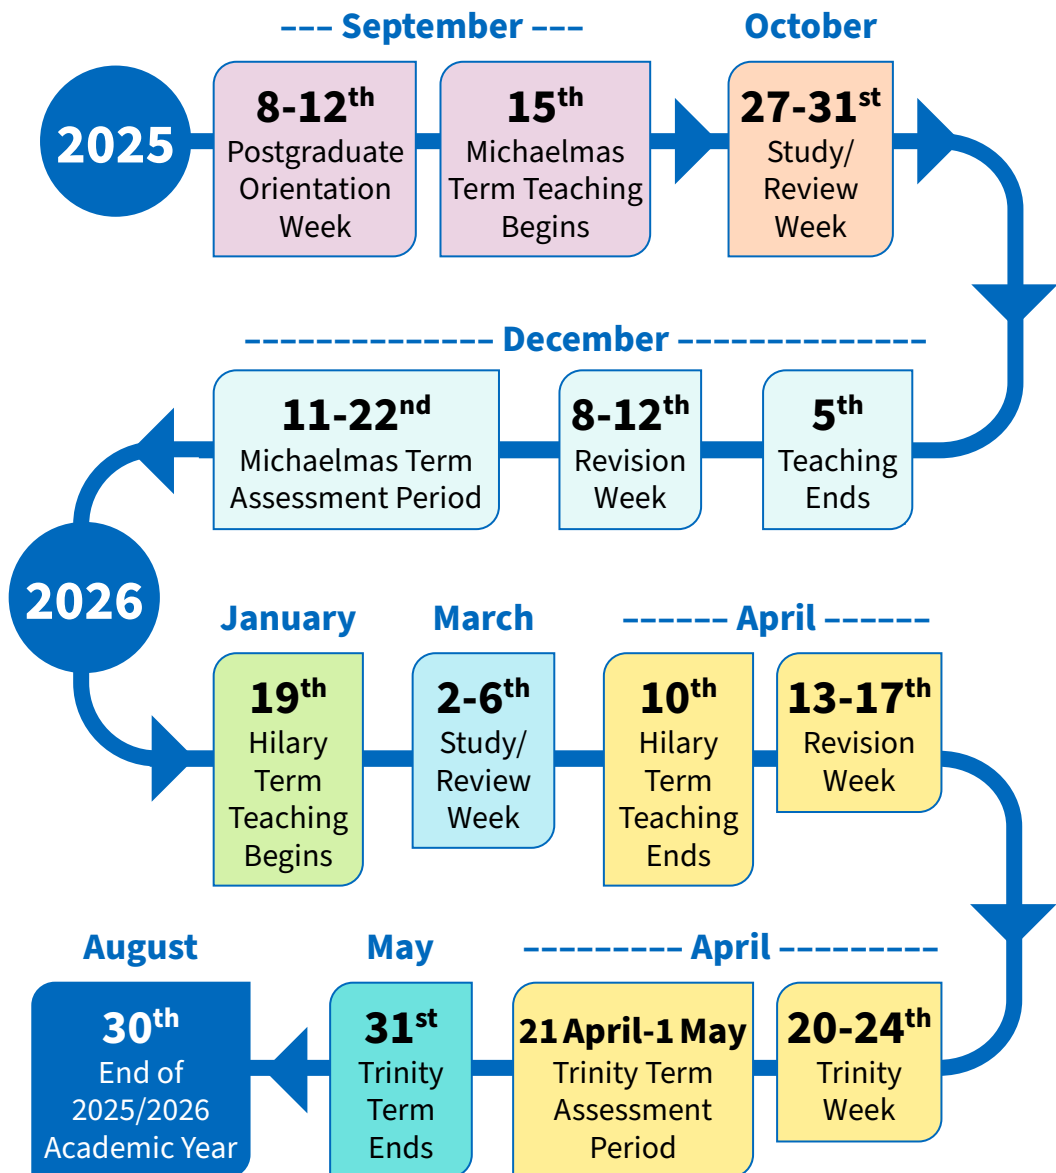 --- September ---
October
2025
8-12th
Postgraduate
Orientation
Week
15th
Michaelmas
Term Teaching
Begins
27-31st
Study/
Review
Week
------------- December -------------
5th
Teaching
Ends
8-12th
Revision
Week
11-22nd
Michaelmas Term
Assessment Period
2026
January
19th
Hilary
Term
Teaching
Begins
March
2-6th
Study/
Review
Week
------ April ------
10th
Hilary
Term
Teaching
Ends
13-17th
Revision
Week
--------- April ---------
20-24th
Trinity
Week
21 April-1 May
Trinity Term
Assessment
Period
May
31st
Trinity
Term
Ends
August
30th
End of
2025/2026
Academic Year